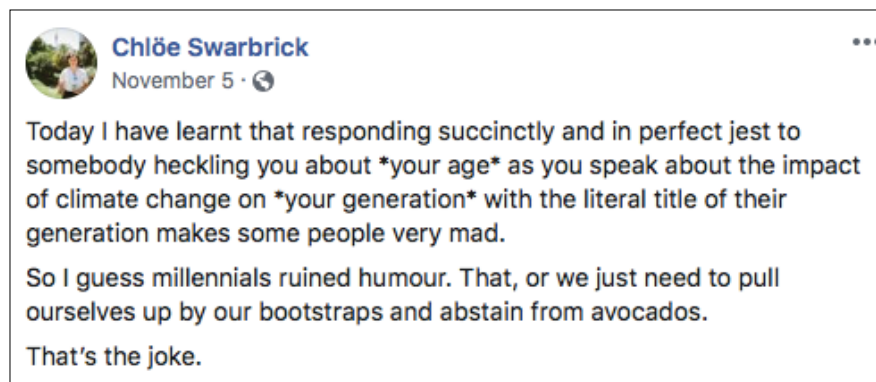 Chlöe Swarbrick
November 5 ·
Today I have learnt that responding succinctly and in perfect jest to
somebody heckling you about *your age* as you speak about the impact
of climate change on *your generation* with the literal title of their
generation makes some people very mad.
So I guess millennials ruined humour. That, or we just need to pull
ourselves up by our bootstraps and abstain from avocados.
That's the joke.